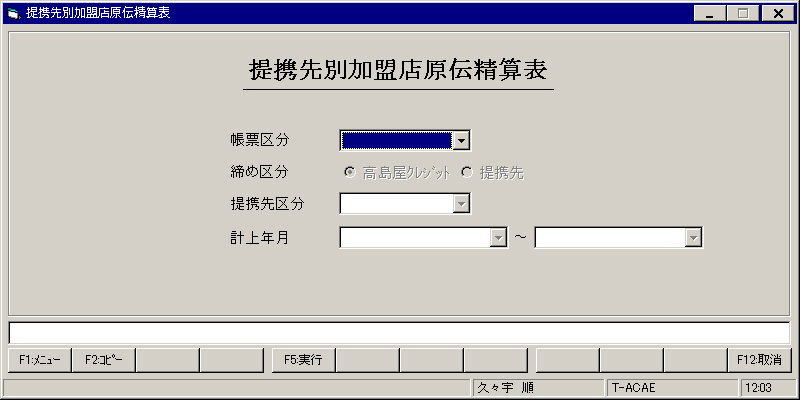 提携先別加盟店原伝精算表
提携先別加盟店原伝精算表
帳票区分
締め区分 高島屋ｸﾚｼﾞｯﾄ 提携先
提携先区分
計上年月 ～
F1:ﾒﾆｭｰ F2:ｺﾋﾟｰ F5:実行 F12:取消
久々宇 順 T-ACAE 12:03